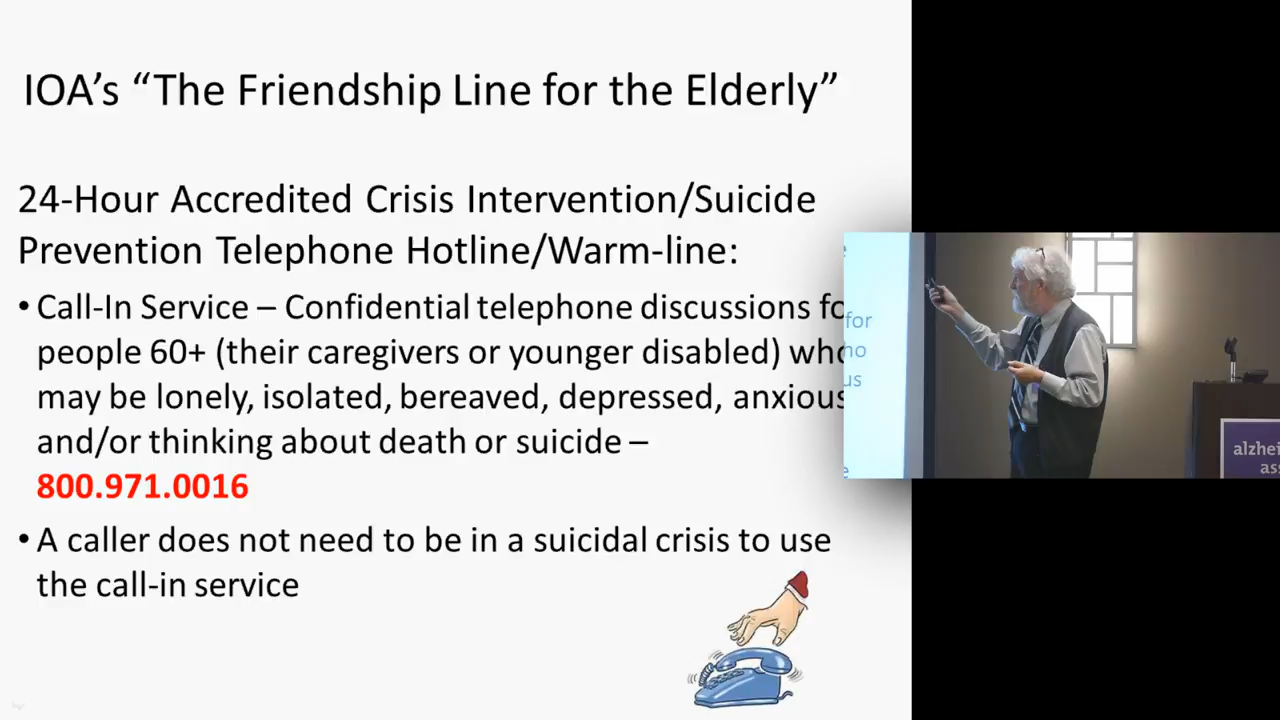 IOA's “The Friendship Line for the Elderly”
24-Hour Accredited Crisis Intervention/Suicide
Prevention Telephone Hotline/Warm-line:
• Call-In Service – Confidential telephone discussions fo
people 60+ (their caregivers or younger disabled) who
may be lonely, isolated, bereaved, depressed, anxious
and/or thinking about death or suicide –
800.971.0016
• A caller does not need to be in a suicidal crisis to use
the call-in service
for
ho
us
alzhei
ass